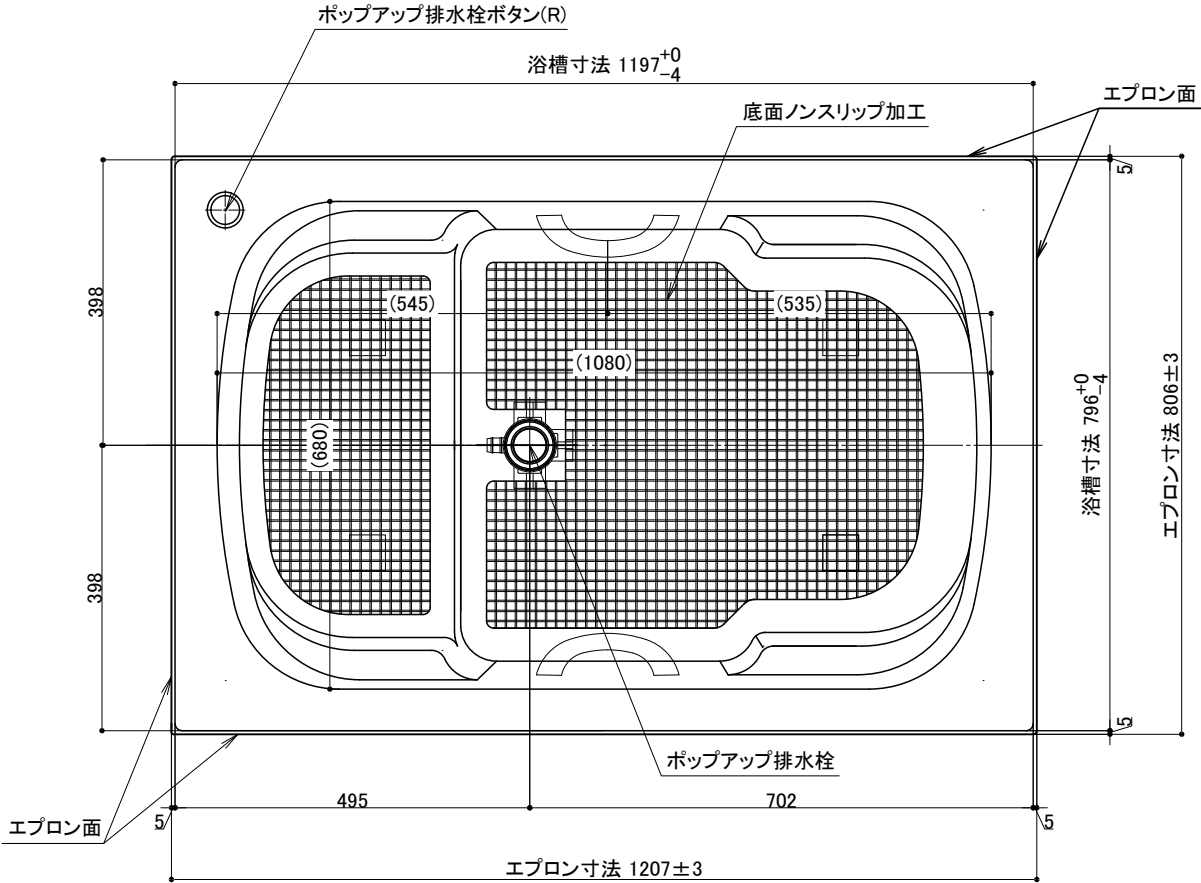 ポップアップ排水栓ボタン(R)
浴槽寸法 1197 +0 -4
エプロン面
底面ノンスリップ加工
5
398
(545)
(535)
(1080)
(680)
浴槽寸法 796 +0 -4
エプロン寸法 806±3
398
5
ポップアップ排水栓
495
702
5
5
エプロン面
エプロン寸法 1207±3